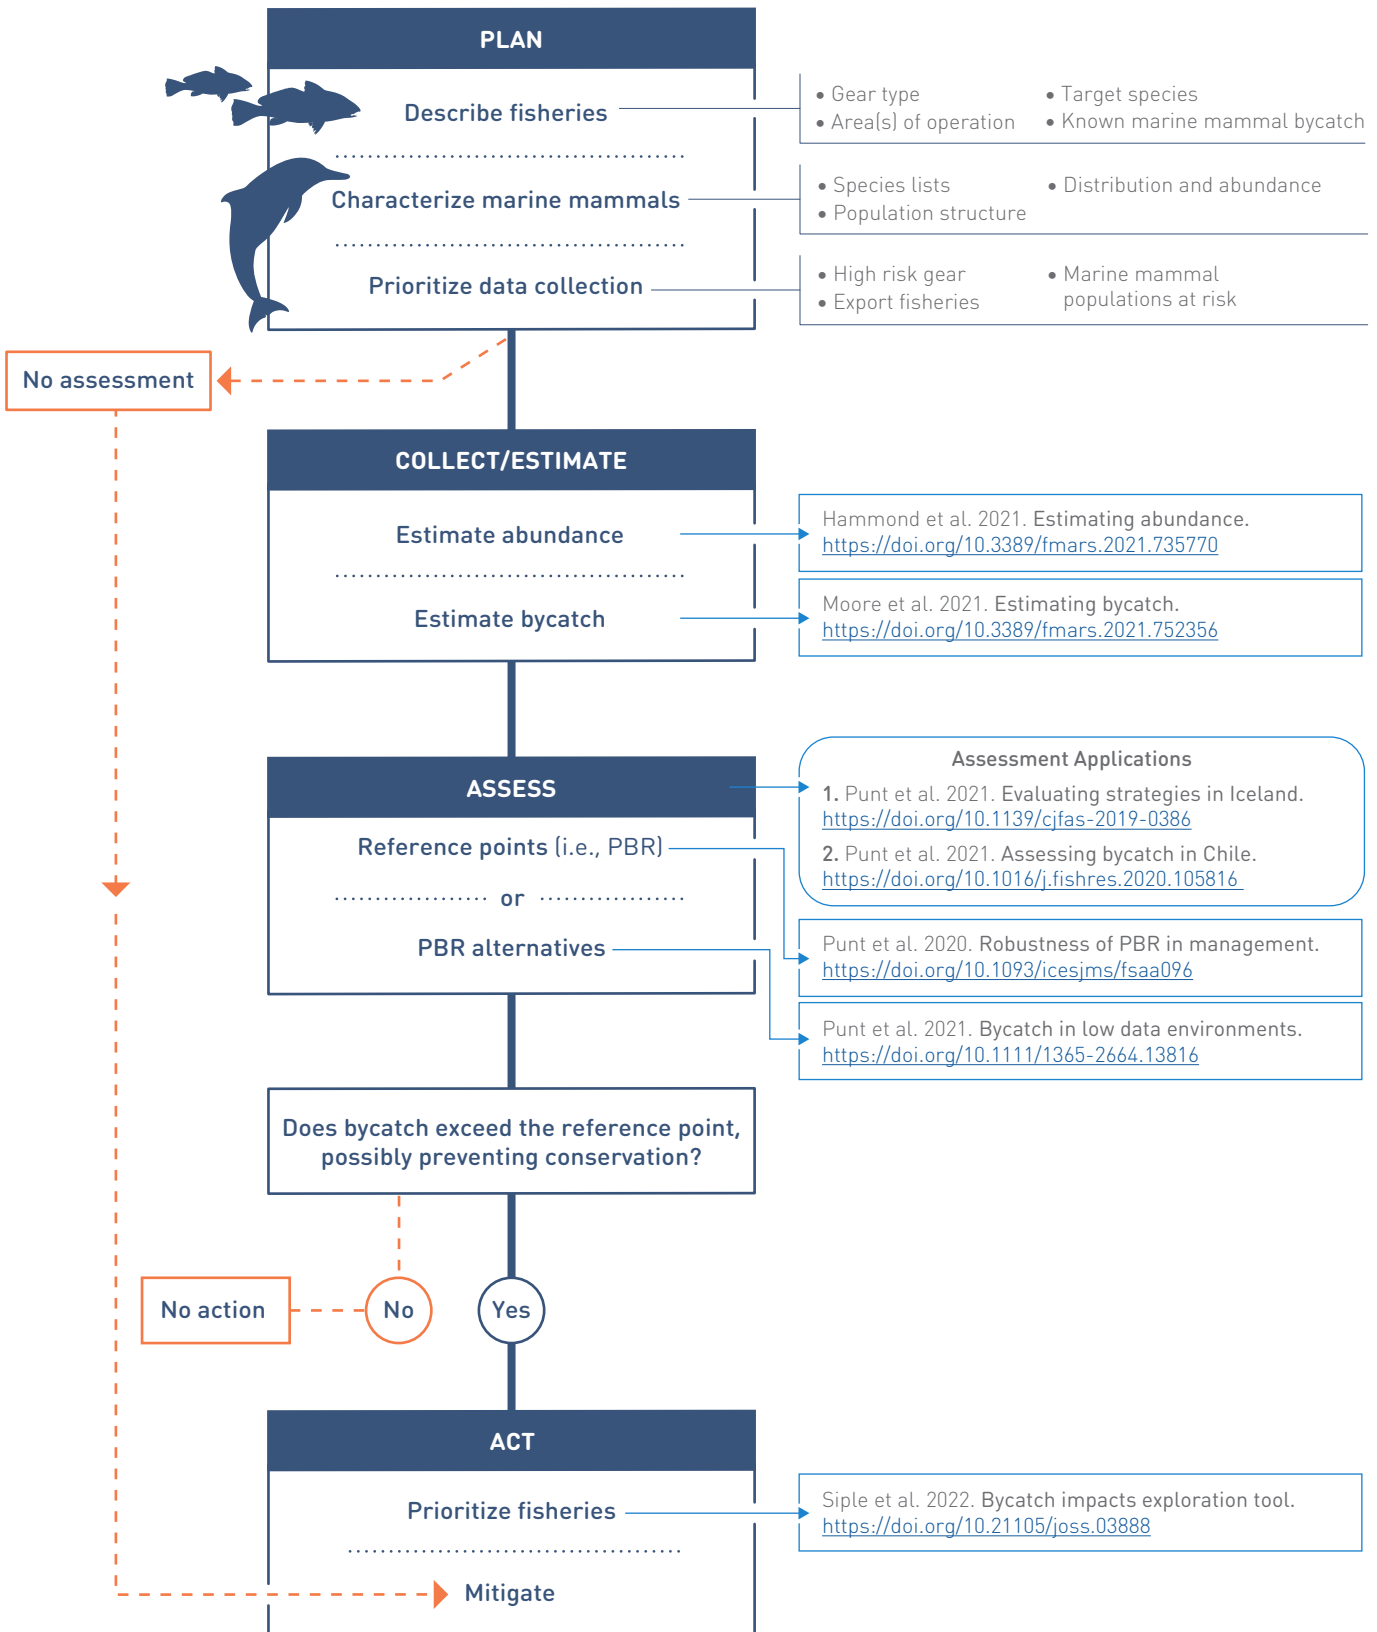 PLAN
Describe fisheries
• Gear type
• Area(s) of operation
• Target species
• Known marine mammal bycatch
Characterize marine mammals
• Species lists
• Population structure
• Distribution and abundance
Prioritize data collection
• High risk gear
• Export fisheries
• Marine mammal
populations at risk
No assessment
COLLECT/ESTIMATE
Estimate abundance
Hammond et al. 2021. Estimating abundance.
https://doi.org/10.3389/fmars.2021.735770
Estimate bycatch
Moore et al. 2021. Estimating bycatch.
https://doi.org/10.3389/fmars.2021.752356
ASSESS
Assessment Applications
1. Punt et al. 2021. Evaluating strategies in Iceland.
https://doi.org/10.1139/cjfas-2019-0386
2. Punt et al. 2021. Assessing bycatch in Chile.
https://doi.org/10.1016/j.fishres.2020.105816
Reference points (i.e., PBR)
or
PBR alternatives
Punt et al. 2020. Robustness of PBR in management.
https://doi.org/10.1093/icesjms/fsaa096
Punt et al. 2021. Bycatch in low data environments.
https://doi.org/10.1111/1365-2664.13816
Does bycatch exceed the reference point,
possibly preventing conservation?
No action
No
Yes
ACT
Prioritize fisheries
Siple et al. 2022. Bycatch impacts exploration tool.
https://doi.org/10.21105/joss.03888
Mitigate